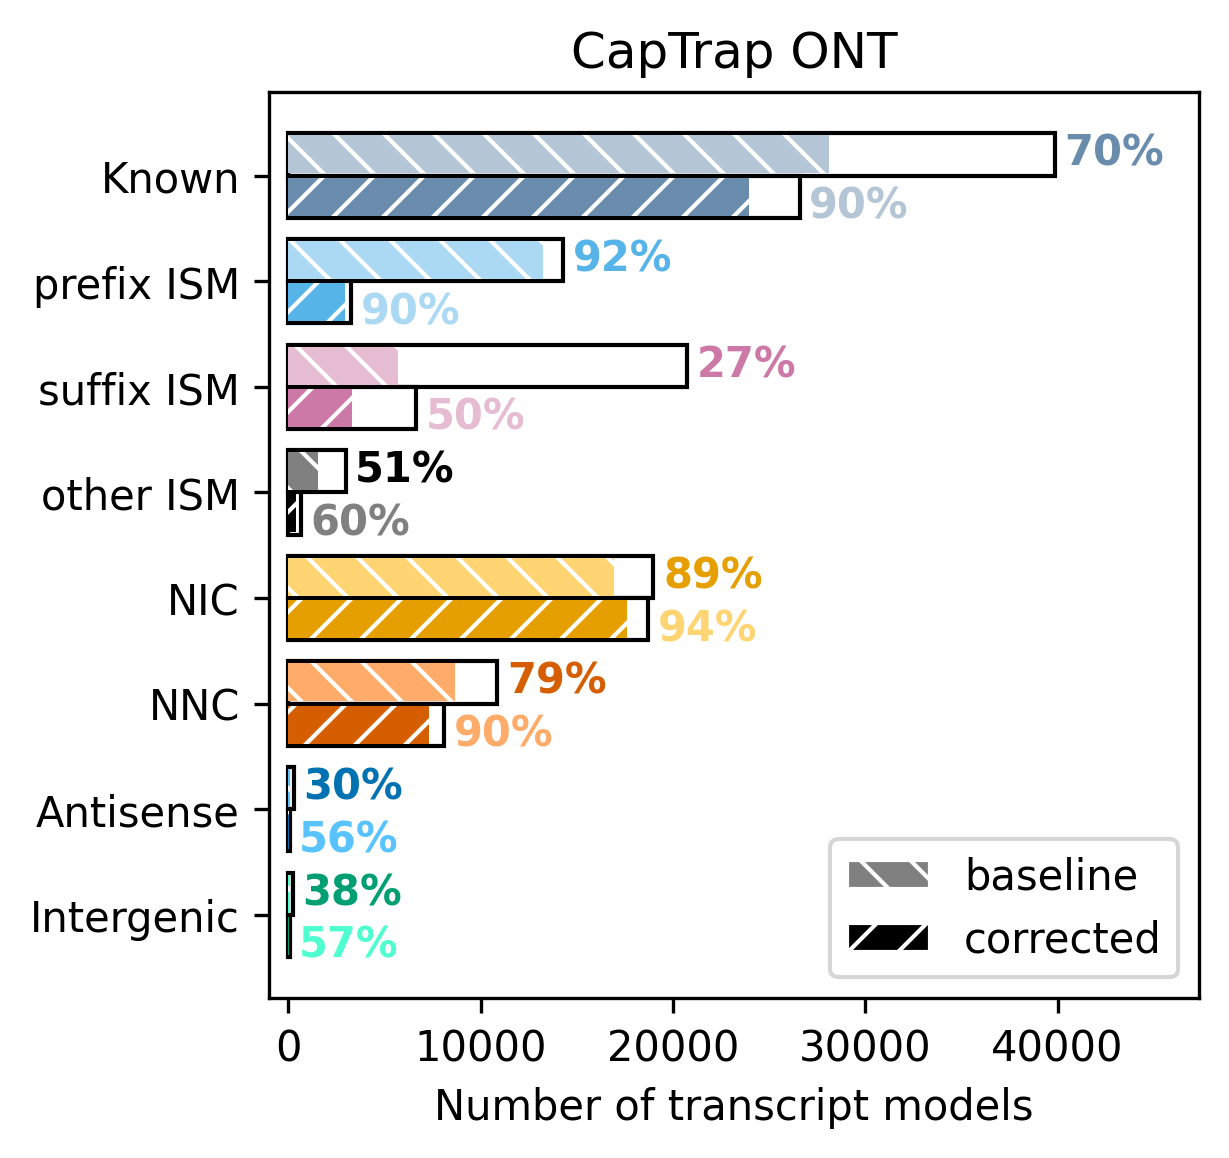 CapTrap ONT
Known
70%
90%
prefix ISM
92%
90%
suffix ISM
27%
50%
other ISM
51%
60%
NIC
89%
94%
NNC
79%
90%
Antisense
30%
56%
Intergenic
38%
57%
baseline
corrected
0 10000 20000 30000 40000
Number of transcript models